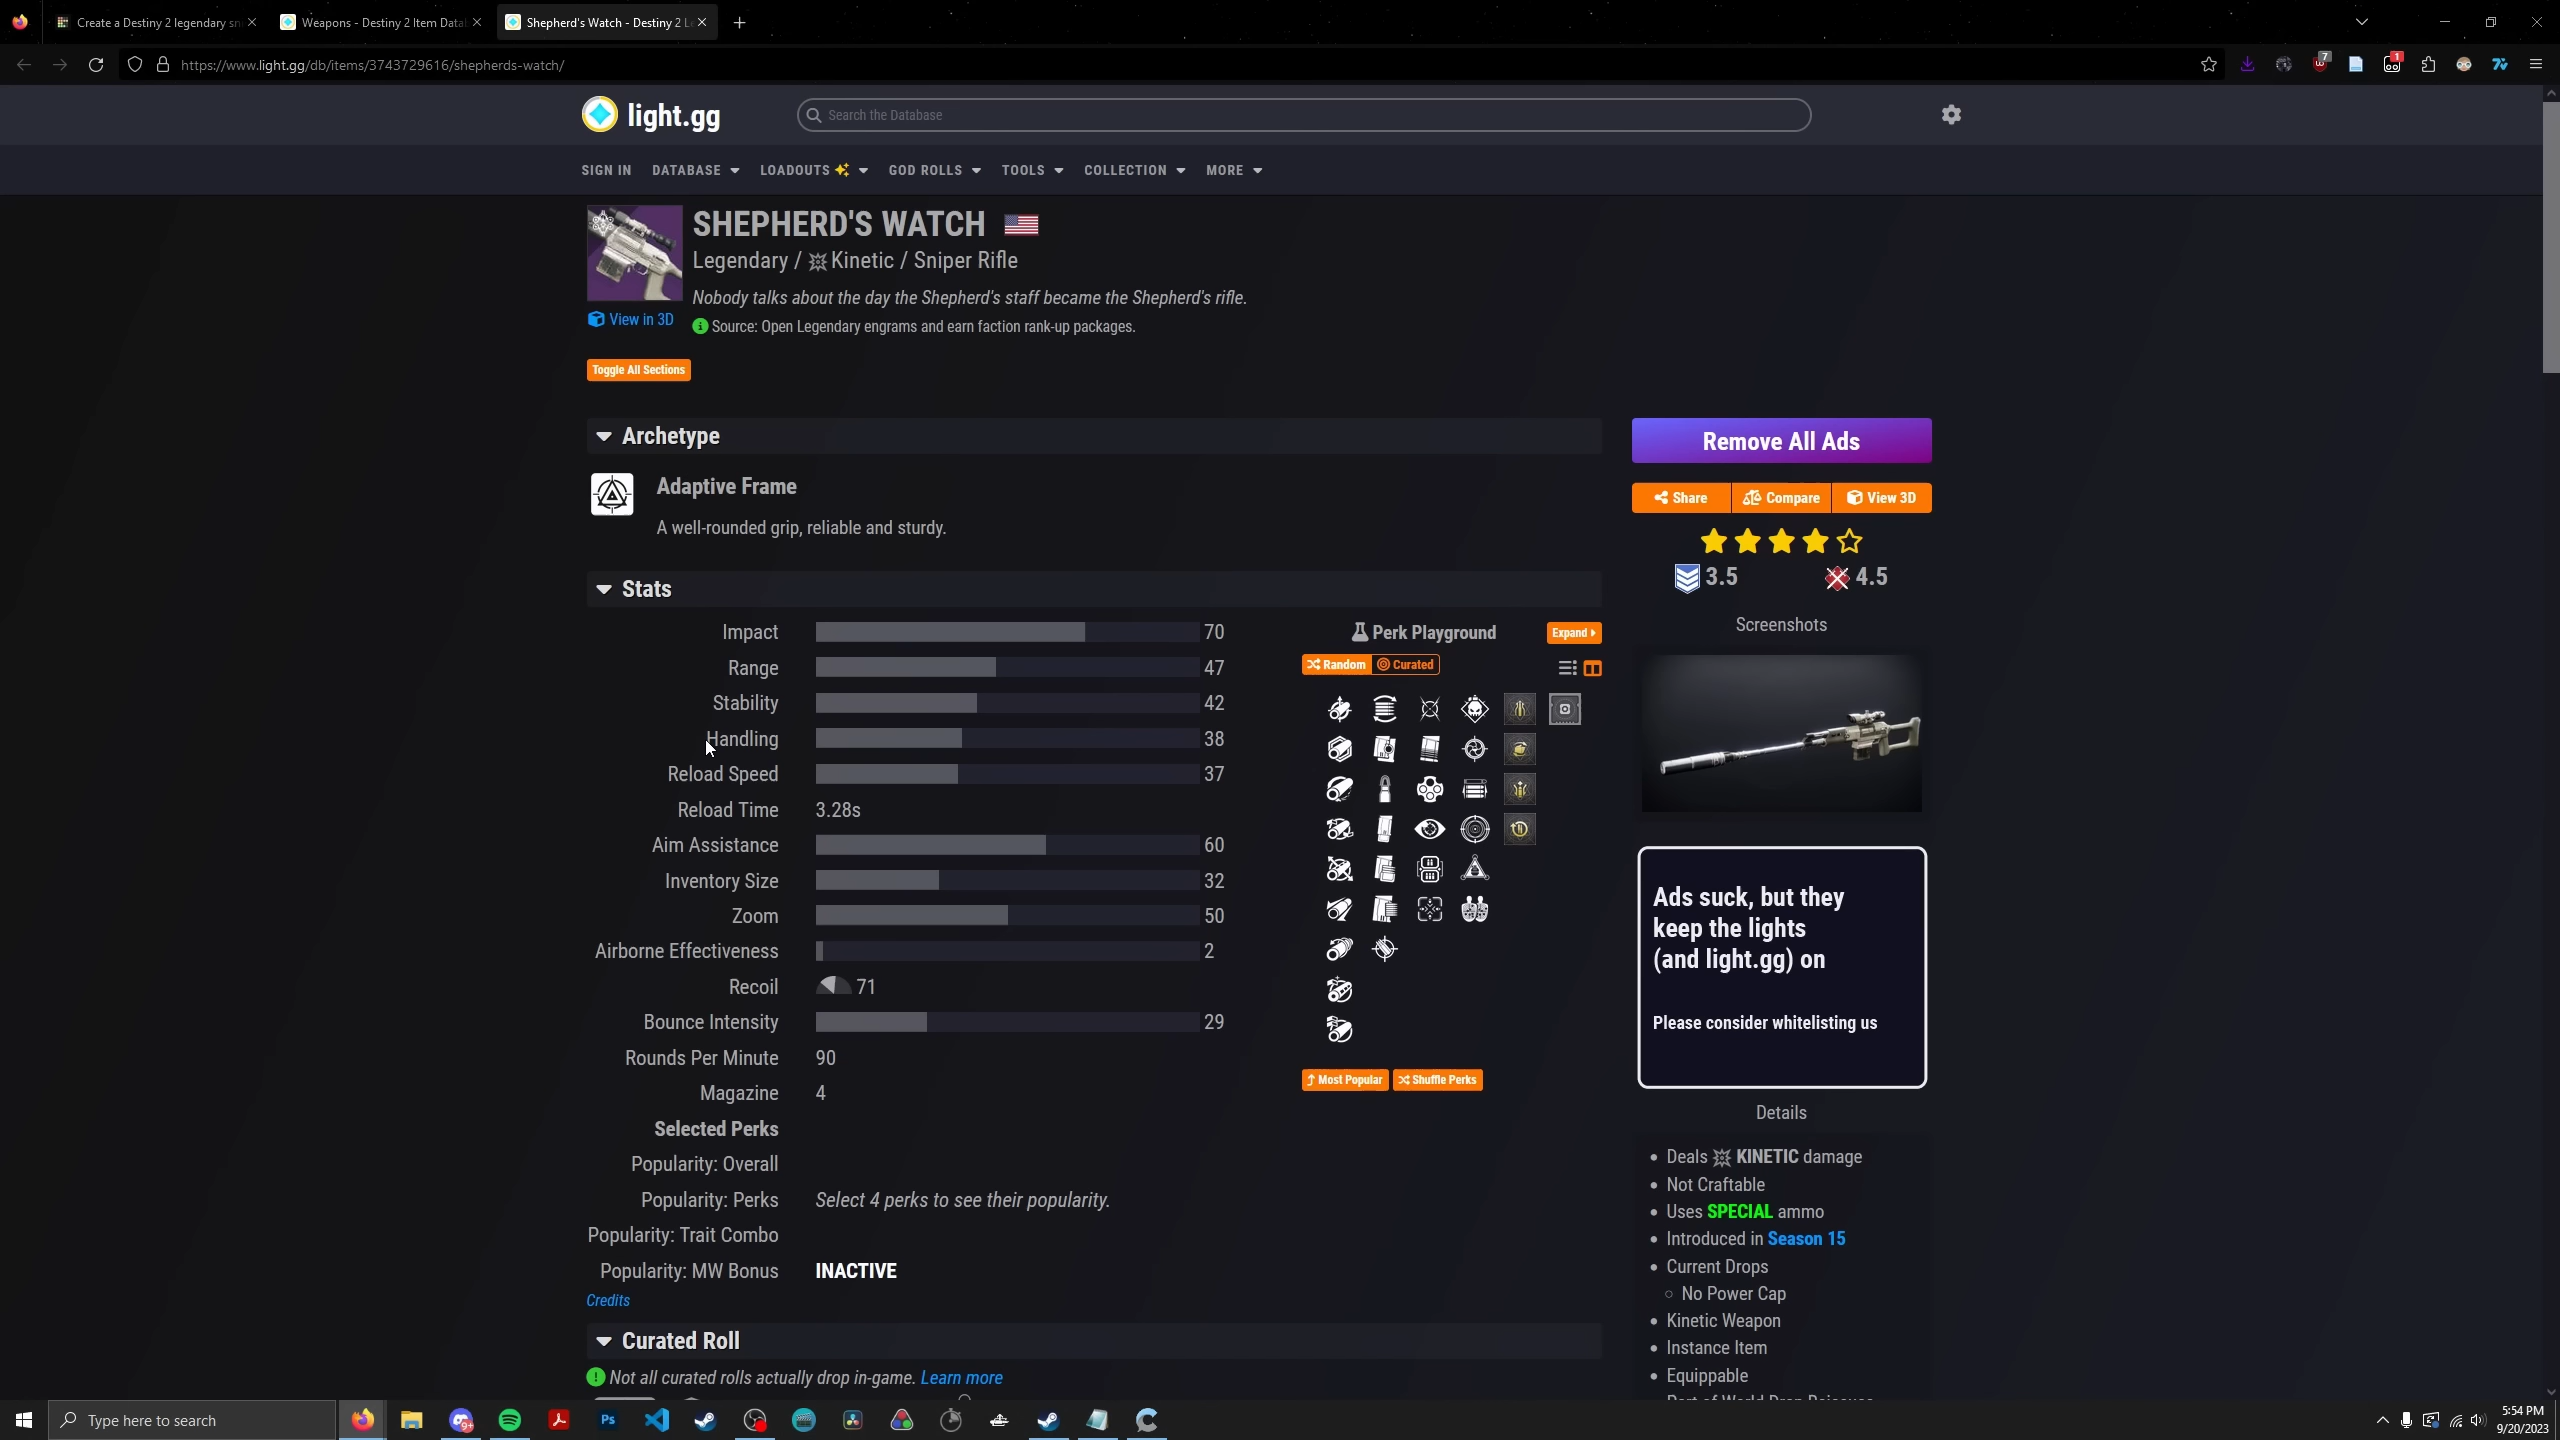 Create a Destiny 2 legendary sn
Weapons - Destiny 2 Item Data
Shepherd's Watch - Destiny 2 L
https://www.light.gg/db/items/3743729616/shepherds-watch/
7
1
light.gg
Search the Database
SIGN IN
DATABASE
LOADOUTS
GOD ROLLS
TOOLS
COLLECTION
MORE
SHEPHERD'S WATCH
Legendary / Kinetic / Sniper Rifle
Nobody talks about the day the Shepherd's staff became the Shepherd's rifle.
View in 3D
Source: Open Legendary engrams and earn faction rank-up packages.
Toggle All Sections
Archetype
Adaptive Frame
A well-rounded grip, reliable and sturdy.
Stats
Impact 70
Range 47
Stability 42
Handling 38
Reload Speed 37
Reload Time 3.28s
Aim Assistance 60
Inventory Size 32
Zoom 50
Airborne Effectiveness 2
Recoil 71
Bounce Intensity 29
Rounds Per Minute 90
Magazine 4
Selected Perks
Popularity: Overall
Popularity: Perks Select 4 perks to see their popularity.
Popularity: Trait Combo
Popularity: MW Bonus INACTIVE
Credits
Perk Playground
Expand
Random
Curated
Most Popular
Shuffle Perks
Curated Roll
Not all curated rolls actually drop in-game. Learn more
Remove All Ads
Share
Compare
View 3D
3.5
4.5
Screenshots
Ads suck, but they
keep the lights
(and light.gg) on
Please consider whitelisting us
Details
Deals KINETIC damage
Not Craftable
Uses SPECIAL ammo
Introduced in Season 15
Current Drops
No Power Cap
Kinetic Weapon
Instance Item
Equippable
Type here to search
Ps
5:54 PM
9/20/2023